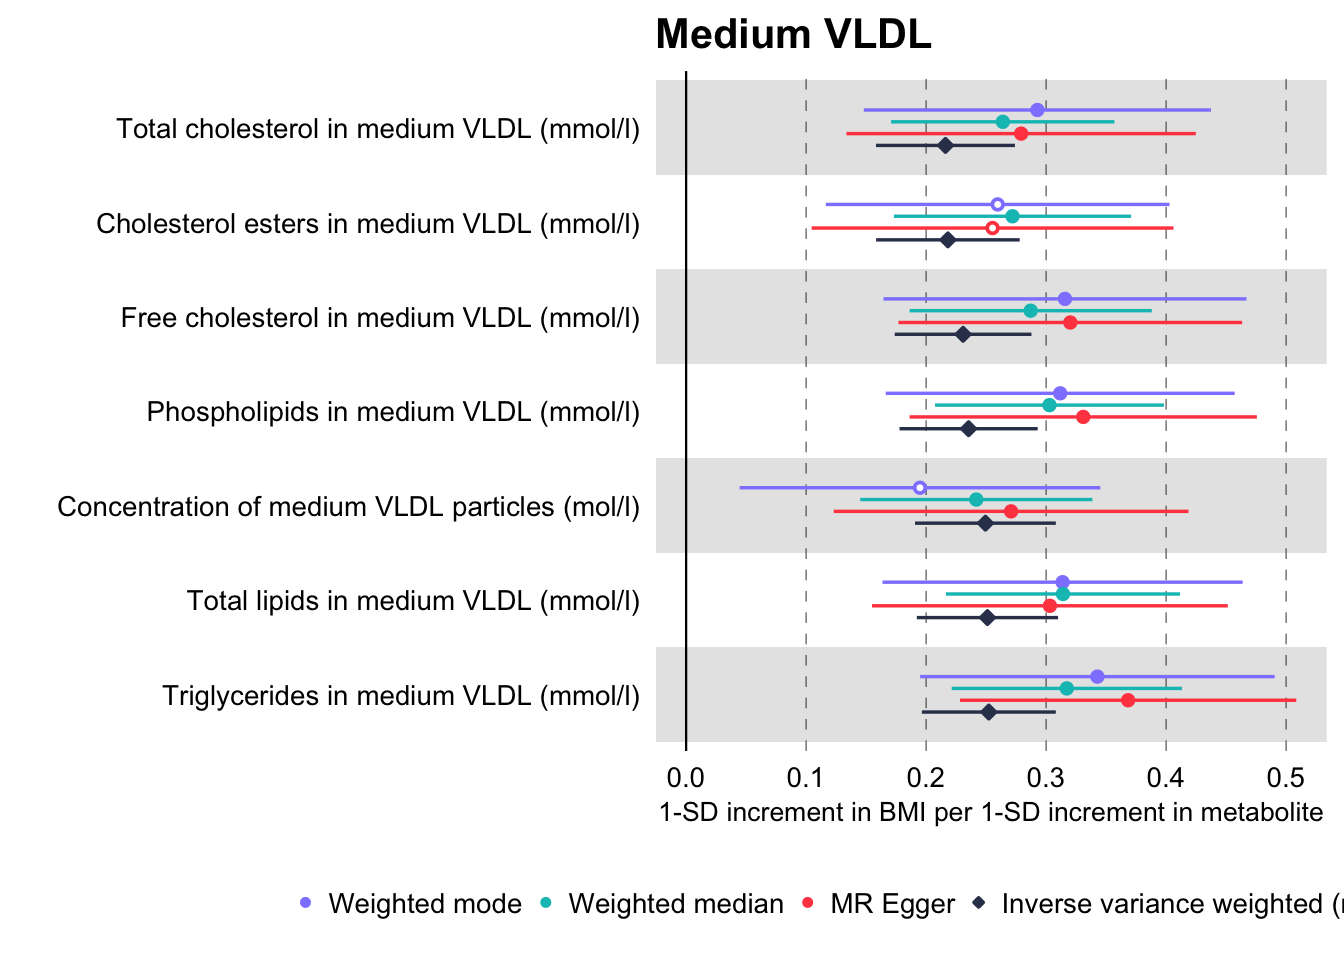 Medium VLDL
Total cholesterol in medium VLDL (mmol/l)
Cholesterol esters in medium VLDL (mmol/l)
Free cholesterol in medium VLDL (mmol/l)
Phospholipids in medium VLDL (mmol/l)
Concentration of medium VLDL particles (mol/l)
Total lipids in medium VLDL (mmol/l)
Triglycerides in medium VLDL (mmol/l)
0.0 0.1 0.2 0.3 0.4 0.5
1-SD increment in BMI per 1-SD increment in metabolite
Weighted mode Weighted median MR Egger Inverse variance weighted